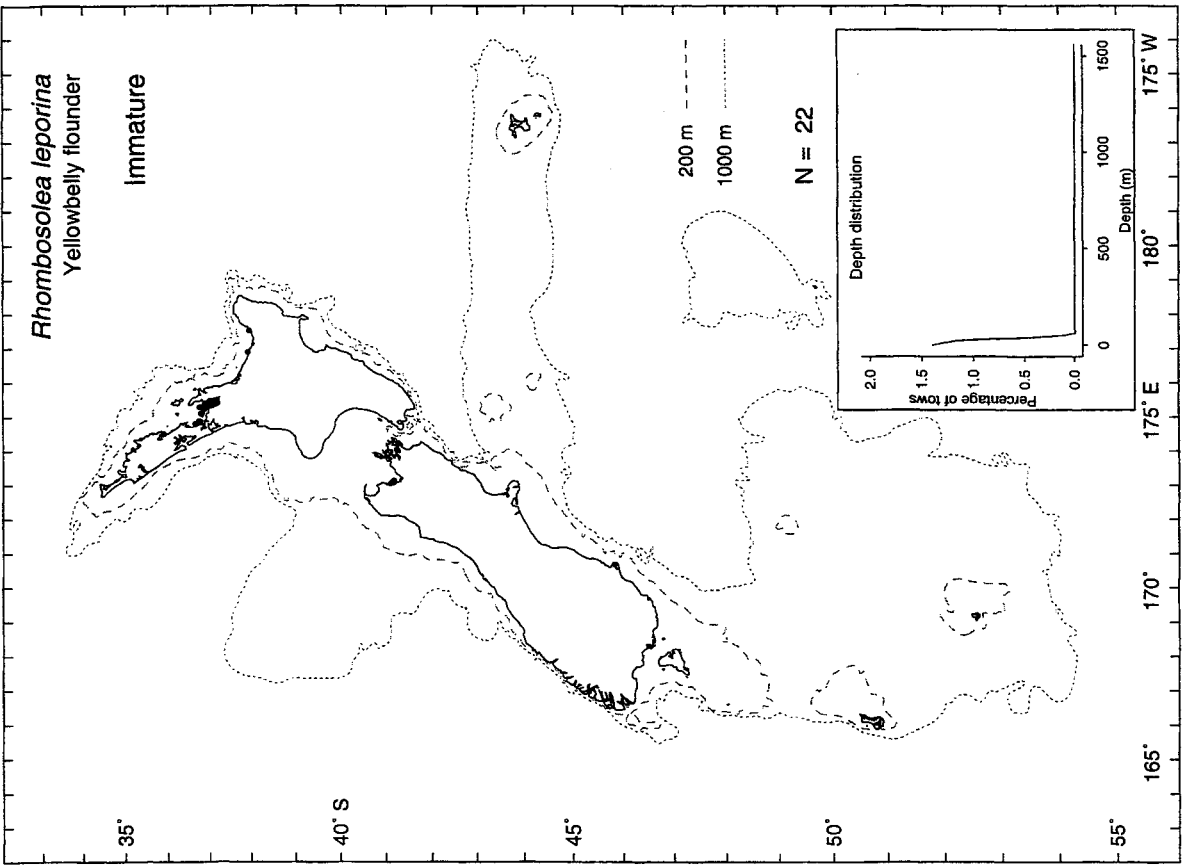 Rhombosolea leporina
Yellowbelly flounder
Immature
35°
40° S
45°
50°
55°
165°
170°
175° E
180°
175° W
200 m
1000 m
N = 22
Depth distribution
Percentage of tows
2.0
1.5
1.0
0.5
0.0
0
500
1000
1500
Depth (m)